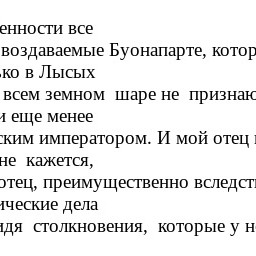 енности все
воздаваемые Буонапарте, котор
ько в Лысых
всем земном шаре не признаю
и еще менее
ским императором. И мой отец
не кажется,
отец, преимущественно вследст
ические дела
идя столкновения, которые у н